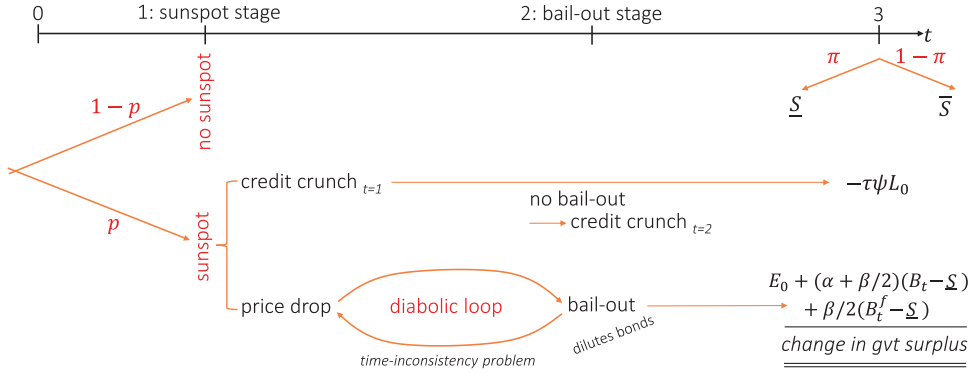 0
1: sunspot stage
2: bail-out stage
3
t
π
1 − π
S̲
S̅
1 − p
no sunspot
p
sunspot
credit crunch t=1
−τψL₀
no bail-out
credit crunch t=2
price drop
diabolic loop
bail-out
dilutes bonds
time-inconsistency problem
E₀ + (α + β/2)(Bₜ−S̲)
+ β/2(Bₜᶠ−S̲)
change in gvt surplus